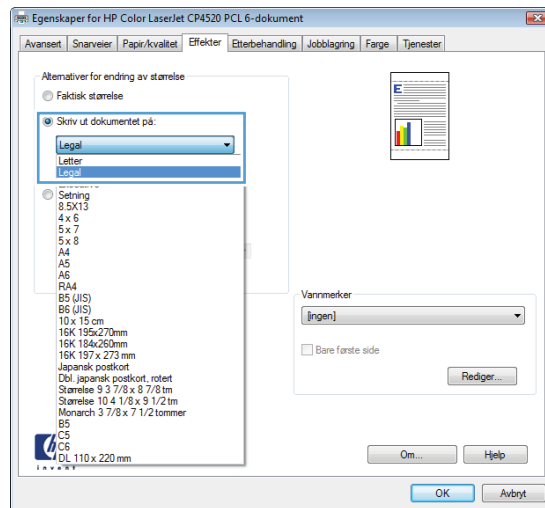 Egenskaper for HP Color LaserJet CP4520 PCL 6-dokument
Avansert Snarveier Papir/kvalitet Effekter Etterbehandling Jobblagring Farge Tjenester
Alternativer for endring av størrelse
Faktisk størrelse
Skriv ut dokumentet på:
Legal
Letter
Legal
Setning
8.5X13
4 x 6
5 x 7
5 x 8
A4
A5
A6
RA4
B5 (JIS)
B6 (JIS)
10 x 15 cm
16K 195x270mm
16K 184x260mm
16K 197 x 273 mm
Japansk postkort
Dbl. japansk postkort, rotert
Størrelse 9 3 7/8 x 8 7/8 tm
Størrelse 10 4 1/8 x 9 1/2 tm
Monarch 3 7/8 x 7 1/2 tommer
B5
C5
C6
DL 110 x 220 mm
E
Vannmerker
[ingen]
Bare første side
Rediger...
hp
invent
Om...
Hjelp
OK
Avbryt